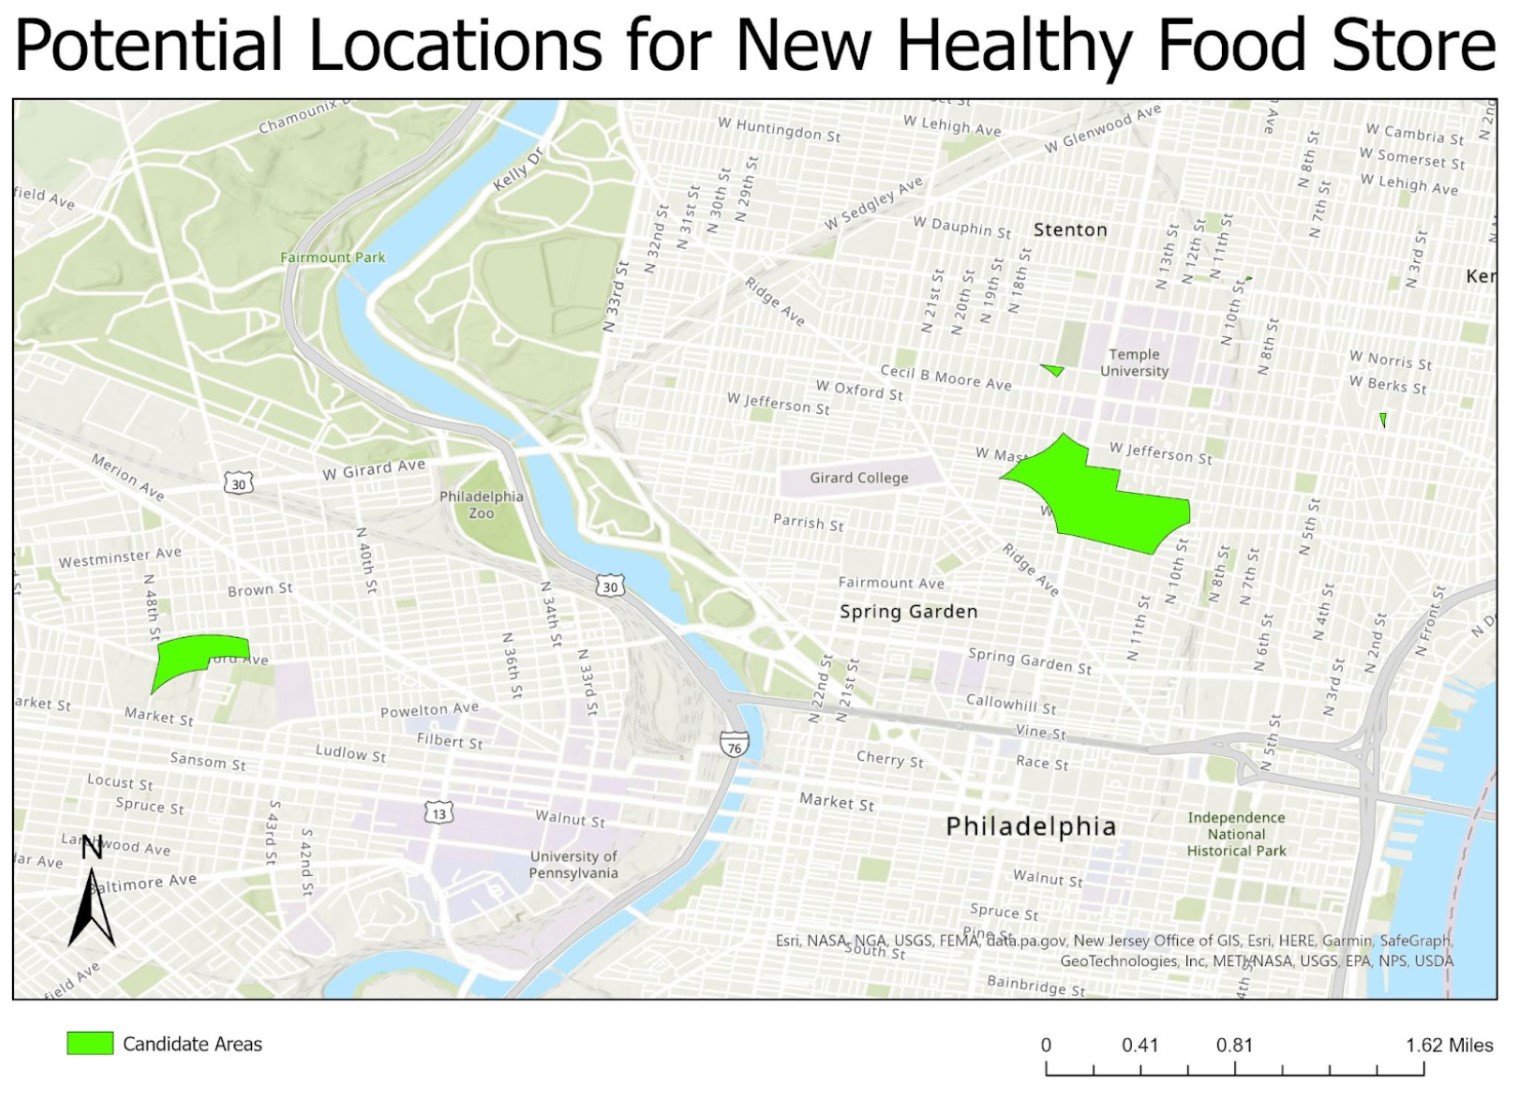 Potential Locations for New Healthy Food Store
Chamounix D
W Huntingdon St
W Lehigh Ave
W Glenwood Ave
Ave
N 8th St
W Cambria St
N 2nd
W Somerset St
W Lehigh Ave
Kelly Dr
field Ave
N 32nd St
N 31st St
N 30th St
N 29th St
W Sedgley Ave
W Dauphin St
Stenton
N 13th St
N 12th St
N 11th St
N 7th St
N 3rd St
Fairmount Park
N 33rd St
Ridge Ave
N 21st St
N 20th St
N 19th St
N 18th St
N 10th St
N 8th St
Ker
Temple
University
W Norris St
W Berks St
Cecil B Moore Ave
W Oxford St
W Jefferson St
W Jefferson St
W Mast
W
Merion Ave
30
W Girard Ave
Philadelphia
Zoo
Girard College
Parrish St
N 5th St
Westminster Ave
N 40th St
N 48th St
Brown St
30
N 34th St
Fairmount Ave
Spring Garden
Ridge Ave
N 11th St
N 10th St
N 8th St
N 7th St
N 6th St
N 4th St
N 2nd St
N Front St
N D
ord Ave
N 36th St
N 33rd St
N 22nd St
N 21st St
Spring Garden St
N 3rd St
arket St
Market St
Powelton Ave
Callowhill St
Vine St
N 5th St
Filbert St
76
Sansom St
Ludlow St
Cherry St
Race St
Locust St
Spruce St
13
Walnut St
Market St
Philadelphia
Independence
National
Historical Park
N
Larchwood Ave
lar Ave
S 43rd St
S 42nd St
University of
Pennsylvania
Baltimore Ave
Walnut St
Spruce St
Pine St
South St
Bainbridge St
4th St
field Ave
Esri, NASA, NGA, USGS, FEMA, data.pa.gov, New Jersey Office of GIS, Esri, HERE, Garmin, SafeGraph,
GeoTechnologies, Inc, METI/NASA, USGS, EPA, NPS, USDA
Candidate Areas
0 0.41 0.81 1.62 Miles